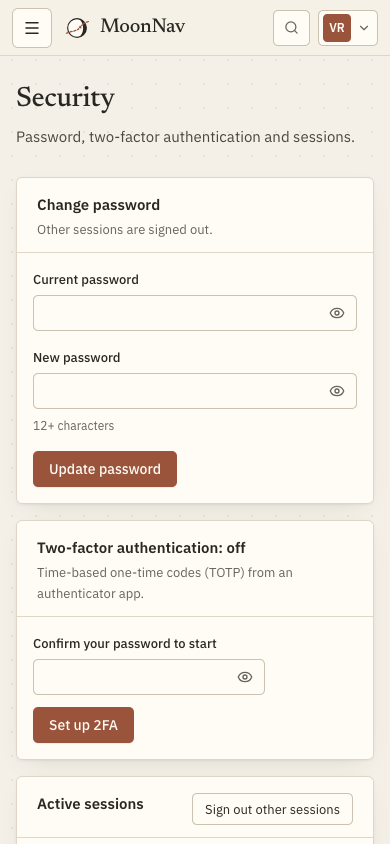 MoonNav
VR
Security
Password, two-factor authentication and sessions.
Change password
Other sessions are signed out.
Current password
New password
12+ characters
Update password
Two-factor authentication: off
Time-based one-time codes (TOTP) from an
authenticator app.
Confirm your password to start
Set up 2FA
Active sessions
Sign out other sessions